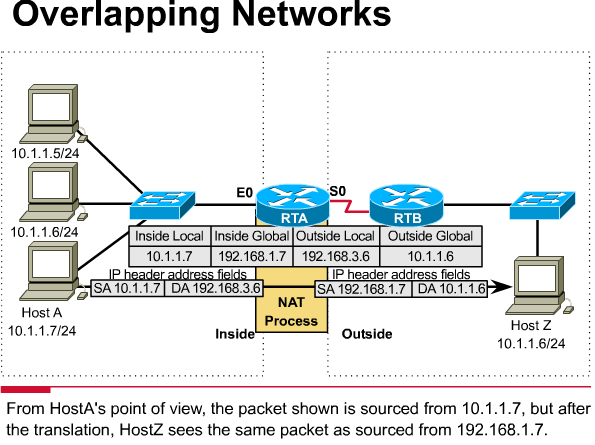 Overlapping Networks
10.1.1.5/24
10.1.1.6/24
Host A
10.1.1.7/24
E0
RTA
S0
RTB
Inside Local Inside Global Outside Local Outside Global
10.1.1.7 192.168.1.7 192.168.3.6 10.1.1.6
IP header address fields
SA 10.1.1.7 DA 192.168.3.6
IP header address fields
SA 192.168.1.7 DA 10.1.1.6
NAT
Process
Inside
Outside
Host Z
10.1.1.6/24
From HostA's point of view, the packet shown is sourced from 10.1.1.7, but after
the translation, HostZ sees the same packet as sourced from 192.168.1.7.